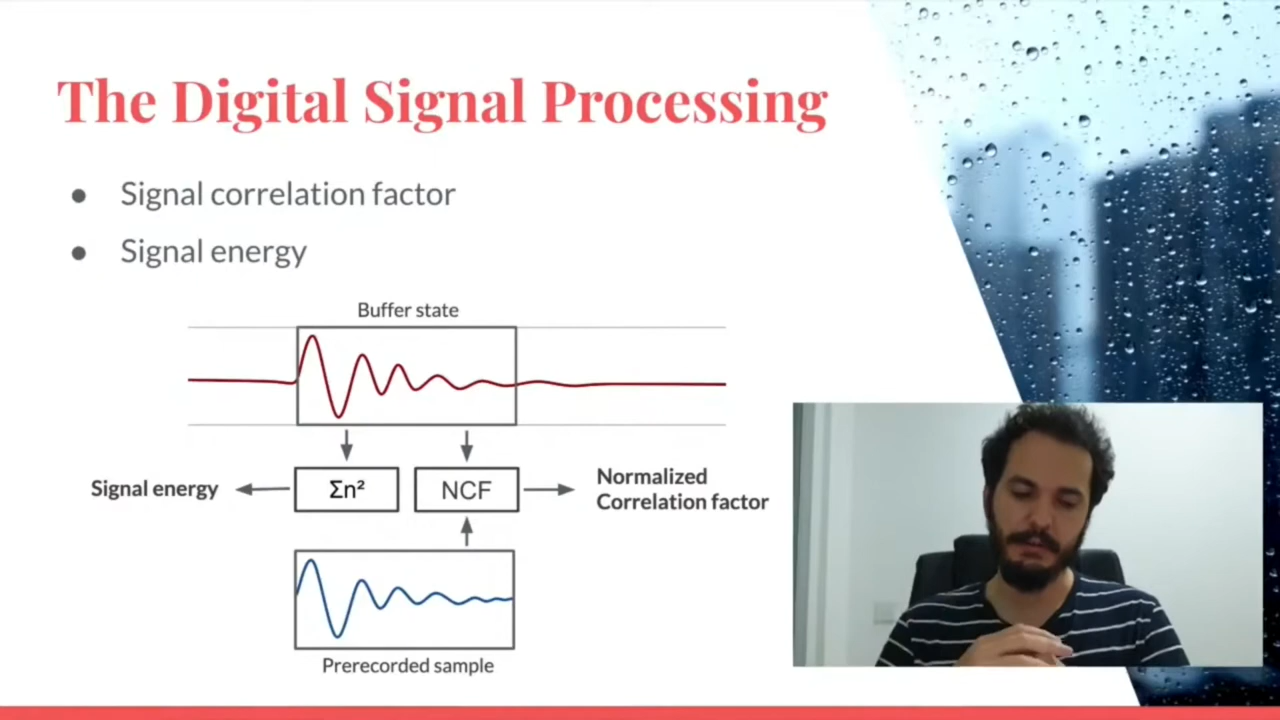 The Digital Signal Processing
● Signal correlation factor
● Signal energy
Buffer state
Signal energy
Σn²
NCF
Normalized
Correlation factor
Prerecorded sample